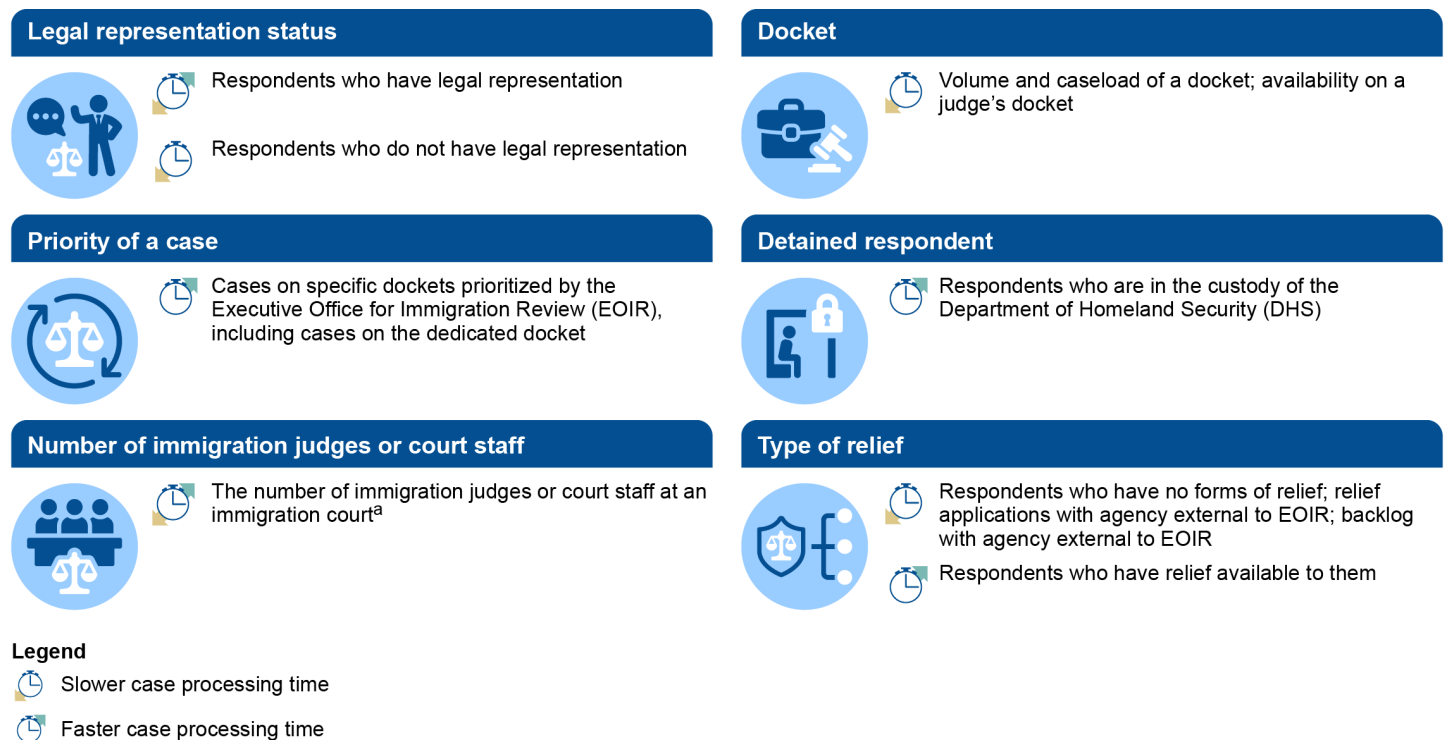 Legal representation status
Respondents who have legal representation
Respondents who do not have legal representation
Docket
Volume and caseload of a docket; availability on a
judge’s docket
Priority of a case
Cases on specific dockets prioritized by the
Executive Office for Immigration Review (EOIR),
including cases on the dedicated docket
Detained respondent
Respondents who are in the custody of the
Department of Homeland Security (DHS)
Number of immigration judges or court staff
The number of immigration judges or court staff at an
immigration courtᵃ
Type of relief
Respondents who have no forms of relief; relief
applications with agency external to EOIR; backlog
with agency external to EOIR
Respondents who have relief available to them
Legend
Slower case processing time
Faster case processing time